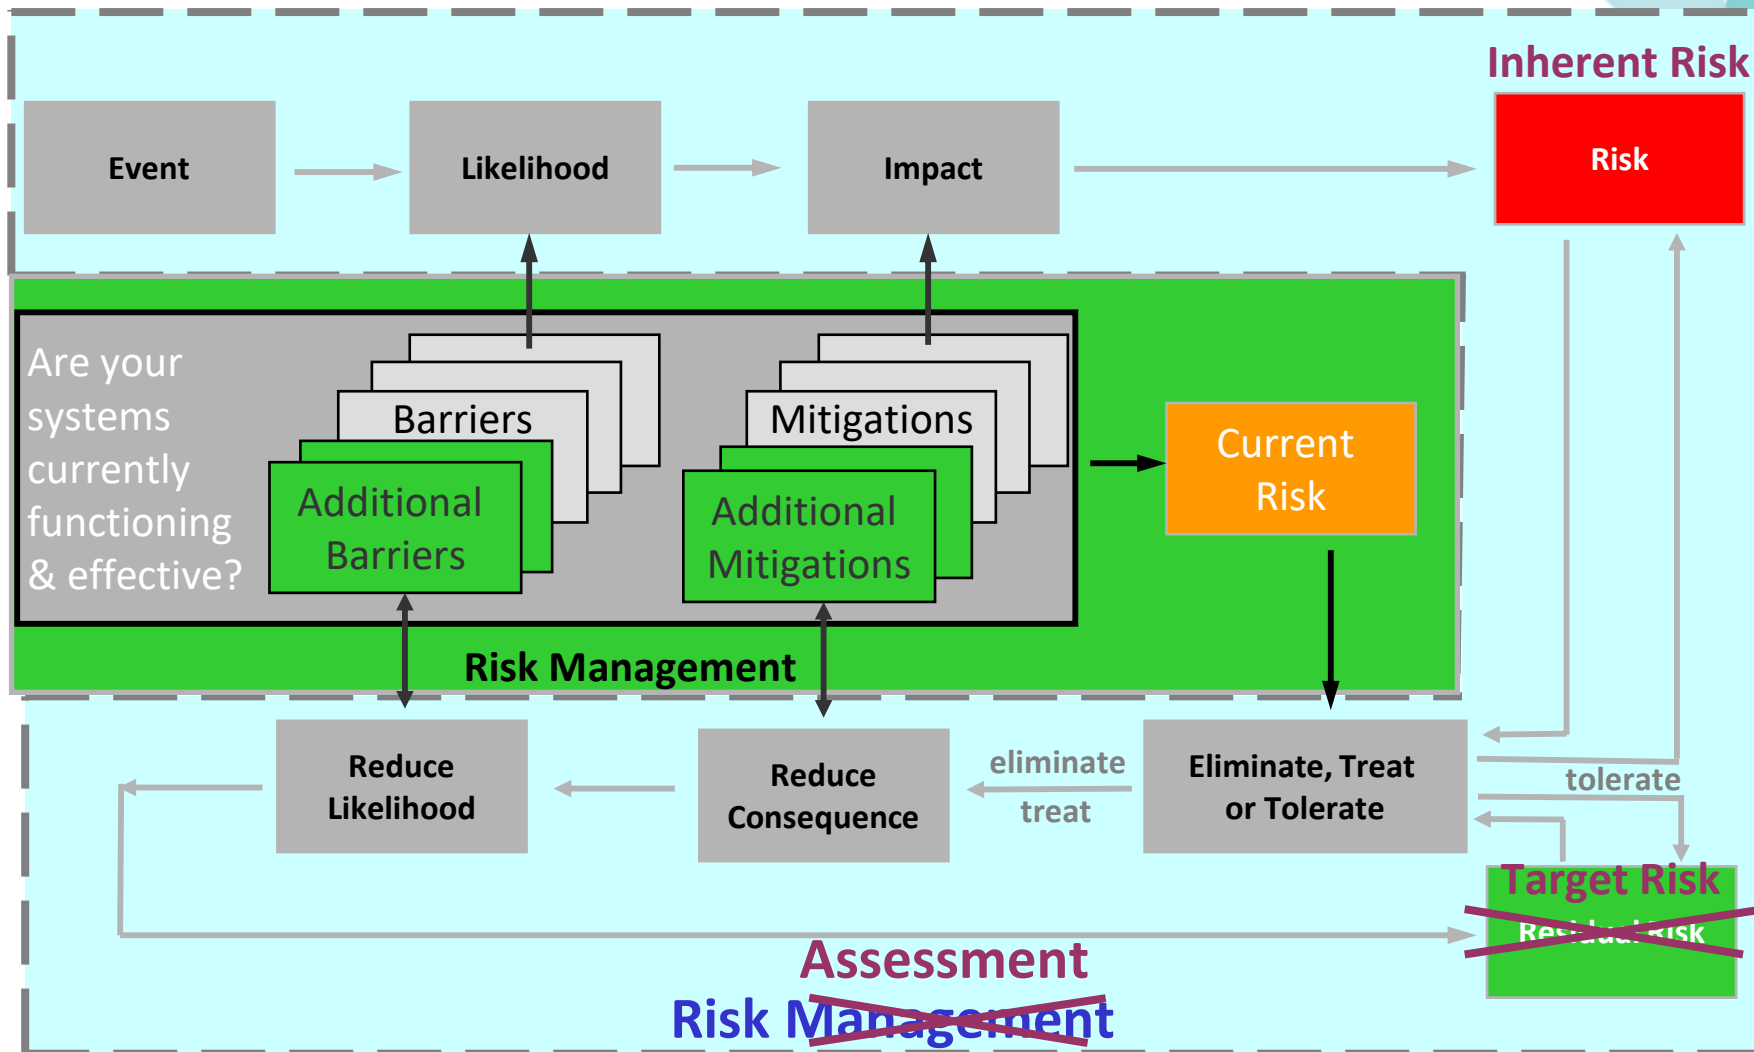 Inherent Risk
Event
Likelihood
Impact
Risk
Are your
systems
currently
functioning
& effective?
Barriers
Additional
Barriers
Mitigations
Additional
Mitigations
Current
Risk
Risk Management
Reduce
Likelihood
Reduce
Consequence
eliminate
treat
Eliminate, Treat
or Tolerate
tolerate
Target Risk
Residual Risk
Assessment
Risk Management